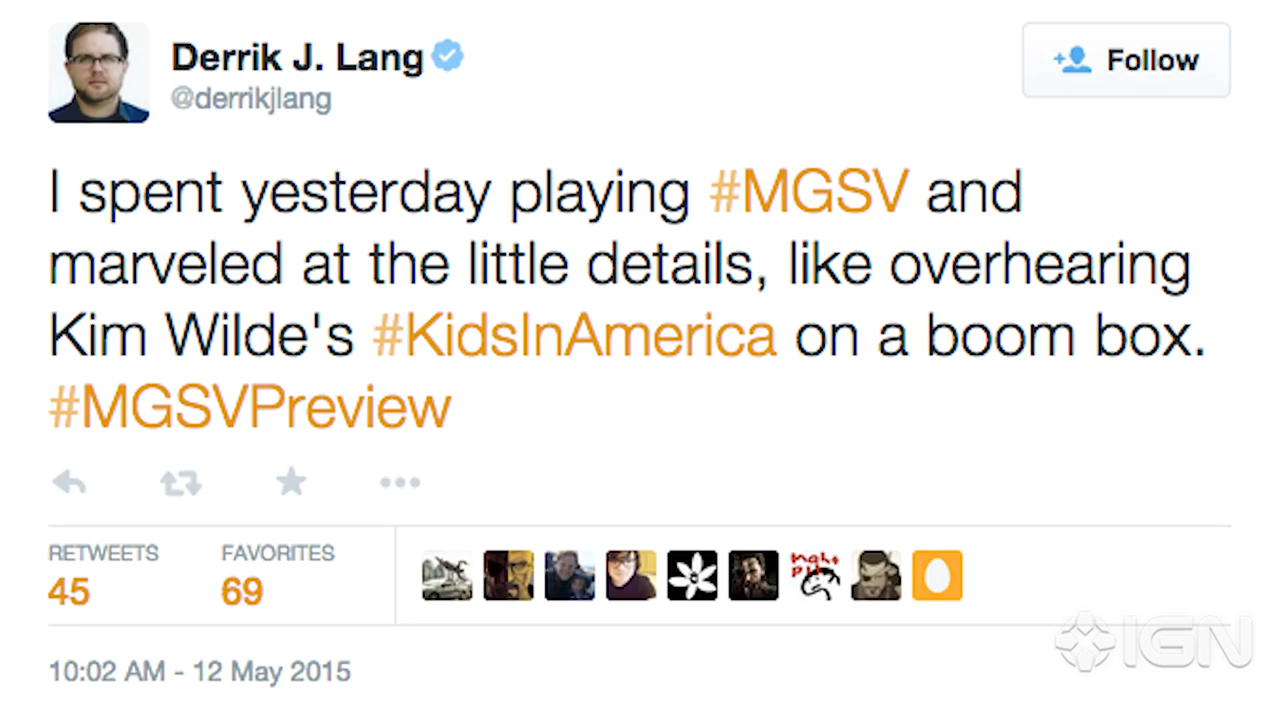 Derrik J. Lang
@derrikjlang
Follow
I spent yesterday playing #MGSV and
marveled at the little details, like overhearing
Kim Wilde's #KidsInAmerica on a boom box.
#MGSVPreview
RETWEETS
45
FAVORITES
69
10:02 AM - 12 May 2015
IGN